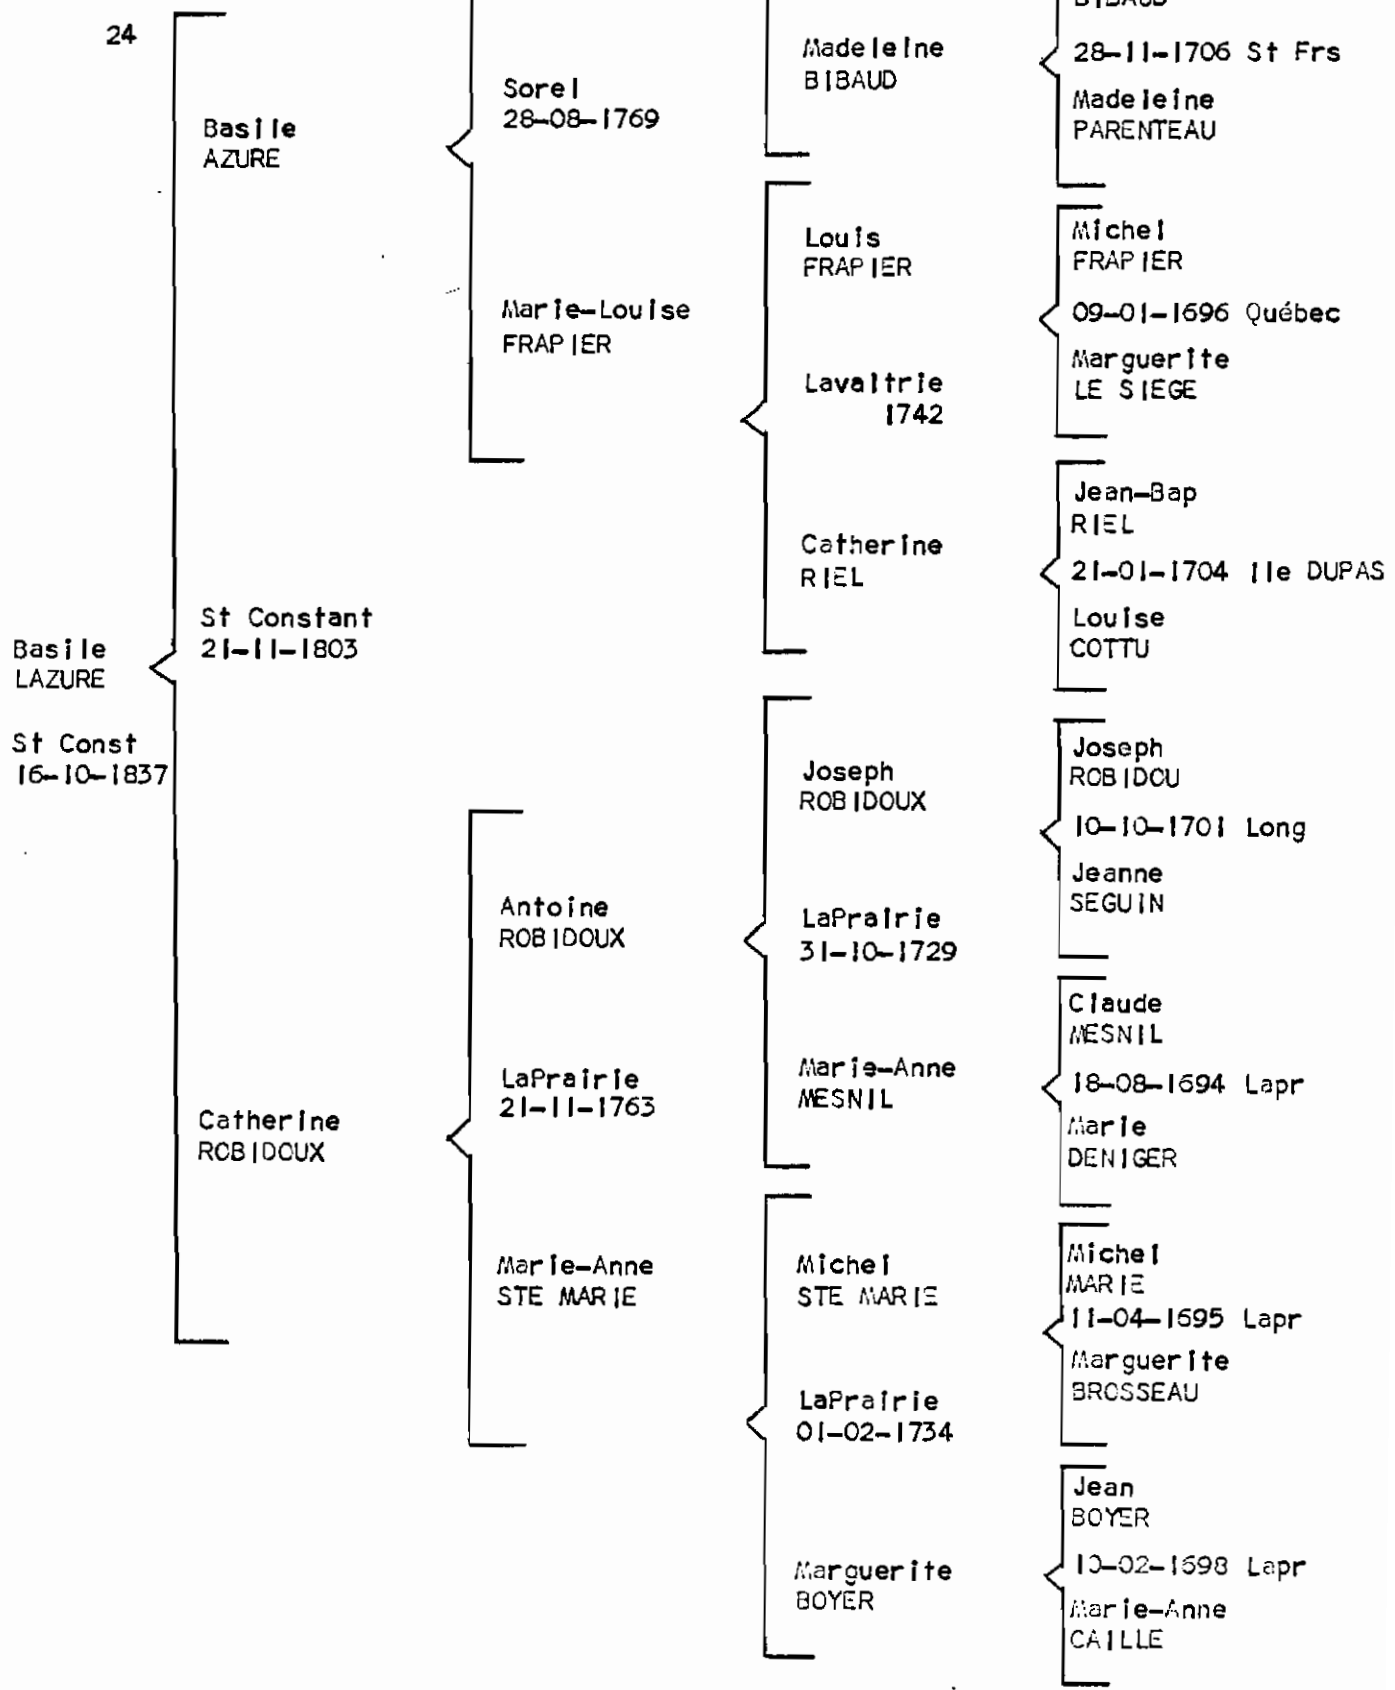 24
Basile
LAZURE
St Const
16-10-1837
Basile
AZURE
St Constant
21-11-1803
Catherine
ROBIDOUX
Sorel
28-08-1769
Marie-Louise
FRAPIER
Antoine
ROBIDOUX
LaPrairie
21-11-1763
Marie-Anne
STE MARIE
Madeleine
BIBAUD
Louis
FRAPIER
Lavaltrie
1742
Catherine
RIEL
Joseph
ROBIDOUX
LaPrairie
31-10-1729
Marie-Anne
MESNIL
Michel
STE MARIE
LaPrairie
01-02-1734
Marguerite
BOYER
BIBAUD
28-11-1706 St Frs
Madeleine
PARENTEAU
Michel
FRAPIER
09-01-1696 Québec
Marguerite
LE SIEGE
Jean-Bap
RIEL
21-01-1704 Ile DUPAS
Louise
COTTU
Joseph
ROBIDOU
10-10-1701 Long
Jeanne
SEGUIN
Claude
MESNIL
18-08-1694 Lapr
Marie
DENIGER
Michel
MARIE
11-04-1695 Lapr
Marguerite
BROSSEAU
Jean
BOYER
10-02-1698 Lapr
Marie-Anne
CAILLE